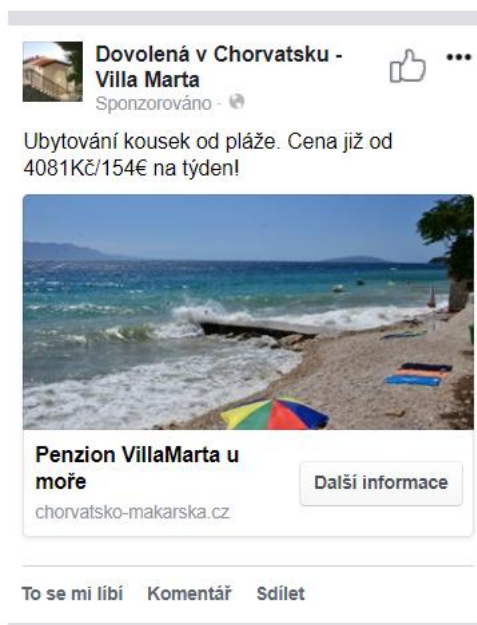 Dovolená v Chorvatsku -
Villa Marta
Sponzorováno ·
Ubytování kousek od pláže. Cena již od
4081Kč/154€ na týden!
Penzion VillaMarta u
moře
Další informace
chorvatsko-makarska.cz
To se mi líbí Komentář Sdílet